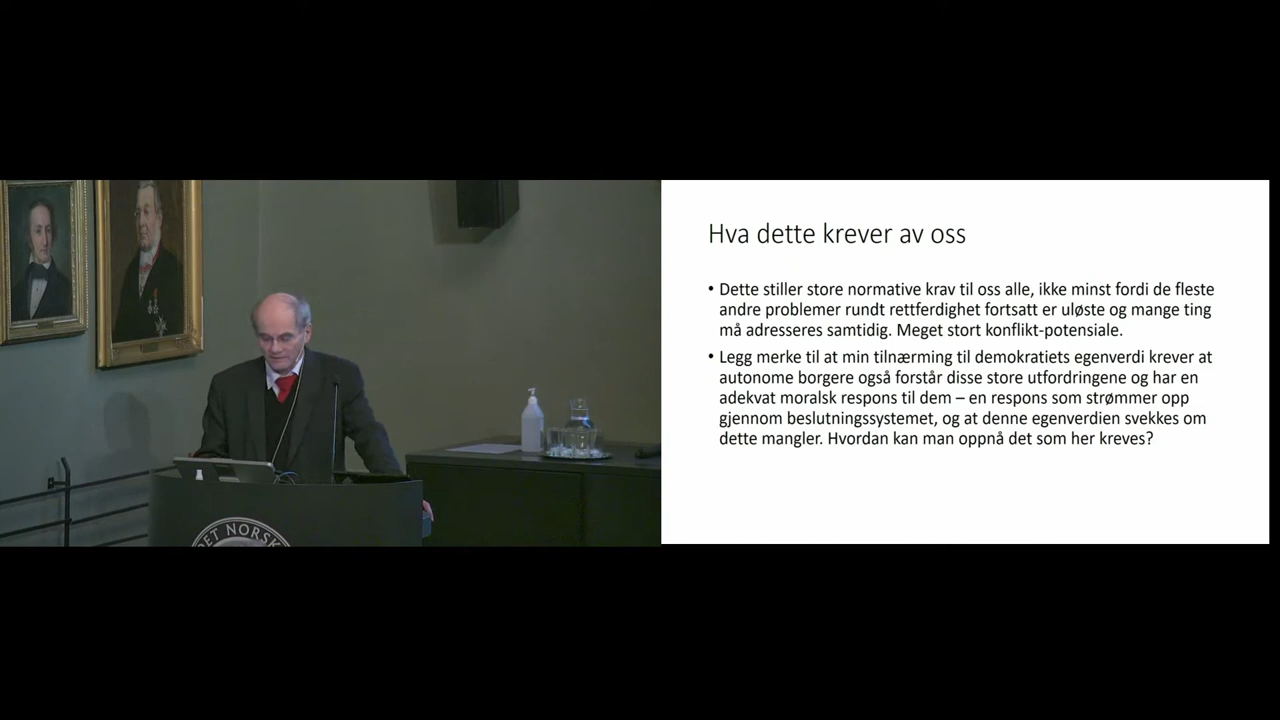 Hva dette krever av oss
• Dette stiller store normative krav til oss alle, ikke minst fordi de fleste
andre problemer rundt rettferdighet fortsatt er uløste og mange ting
må adresseres samtidig. Meget stort konflikt-potensiale.
• Legg merke til at min tilnærming til demokratiets egenverdi krever at
autonome borgere også forstår disse store utfordringene og har en
adekvat moralsk respons til dem – en respons som strømmer opp
gjennom beslutningssystemet, og at denne egenverdien svekkes om
dette mangler. Hvordan kan man oppnå det som her kreves?
DET NORSK